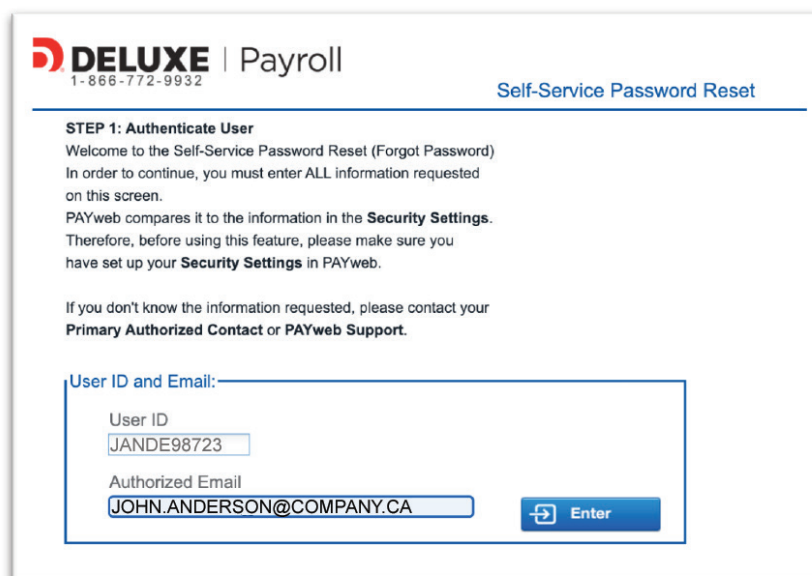 DELUXE | Payroll
1-866-772-9932
Self-Service Password Reset
STEP 1: Authenticate User
Welcome to the Self-Service Password Reset (Forgot Password)
In order to continue, you must enter ALL information requested
on this screen.
PAYweb compares it to the information in the Security Settings.
Therefore, before using this feature, please make sure you
have set up your Security Settings in PAYweb.
If you don't know the information requested, please contact your
Primary Authorized Contact or PAYweb Support.
User ID and Email:
User ID
JANDE98723
Authorized Email
JOHN.ANDERSON@COMPANY.CA
Enter